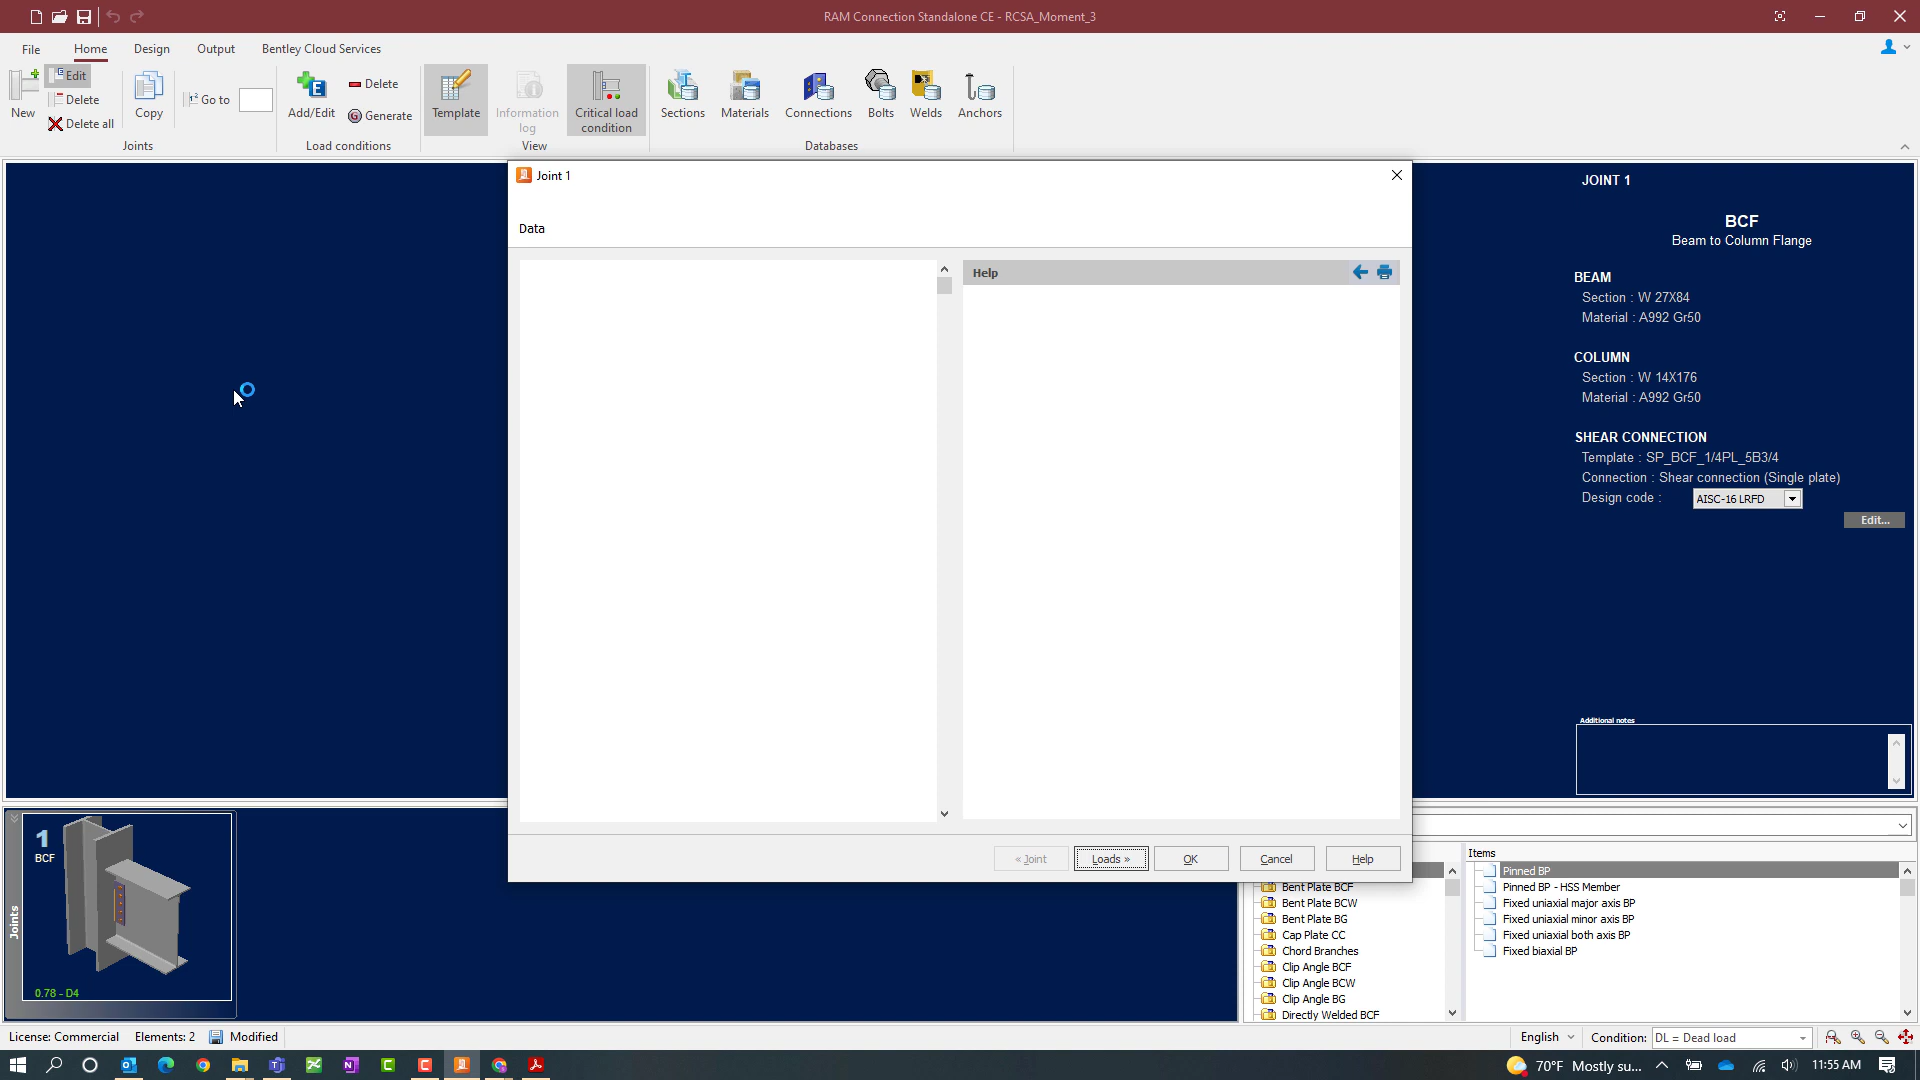 RAM Connection Standalone CE - RCSA_Moment_3
File Home Design Output Bentley Cloud Services
New
Edit
Delete
Delete all
Copy
Go to
Joints
Add/Edit
Delete
Generate
Load conditions
Template
Information log
Critical load condition
View
Sections
Materials
Connections
Bolts
Welds
Anchors
Databases
Joint 1
Data
Help
« Joint
Loads »
OK
Cancel
Help
JOINT 1
BCF
Beam to Column Flange
BEAM
Section : W 27X84
Material : A992 Gr50
COLUMN
Section : W 14X176
Material : A992 Gr50
SHEAR CONNECTION
Template : SP_BCF_1/4PL_5B3/4
Connection : Shear connection (Single plate)
Design code : AISC-16 LRFD
Edit...
Additional notes
Joints
1
BCF
0.78 - D4
Bent Plate BCF
Bent Plate BCW
Bent Plate BG
Cap Plate CC
Chord Branches
Clip Angle BCF
Clip Angle BCW
Clip Angle BG
Directly Welded BCF
Items
Pinned BP
Pinned BP - HSS Member
Fixed uniaxial major axis BP
Fixed uniaxial minor axis BP
Fixed uniaxial both axis BP
Fixed biaxial BP
License: Commercial Elements: 2 Modified
English Condition: DL = Dead load
70°F Mostly su... 11:55 AM